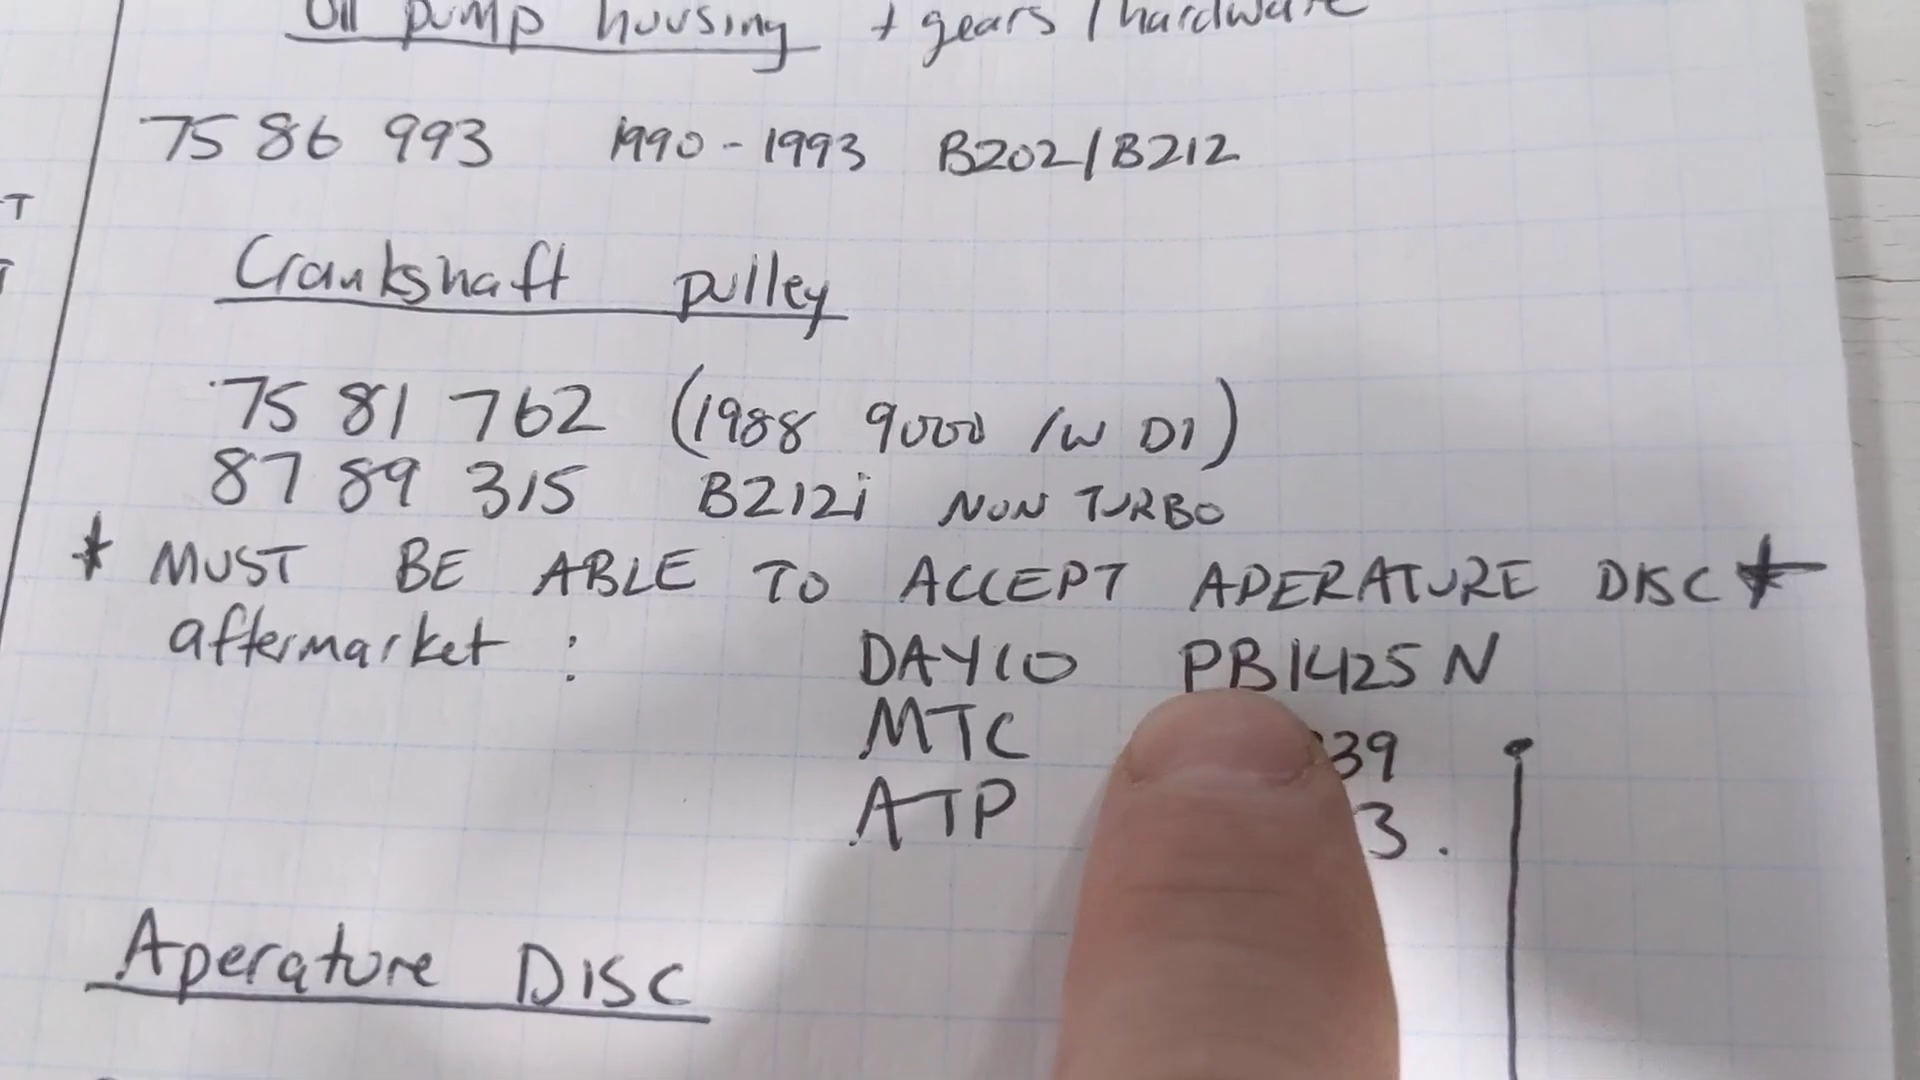 Oil pump housing + gears / hardware
75 86 993 1990 - 1993 B202/B212
T
T
Crankshaft pulley
75 81 762 (1988 9000 /W DI)
87 89 315 B212i NON TURBO
* MUST BE ABLE TO ACCEPT APERATURE DISC *
aftermarket : DAYCO PB1425N
MTC 39
ATP 3.
Aperature DISC